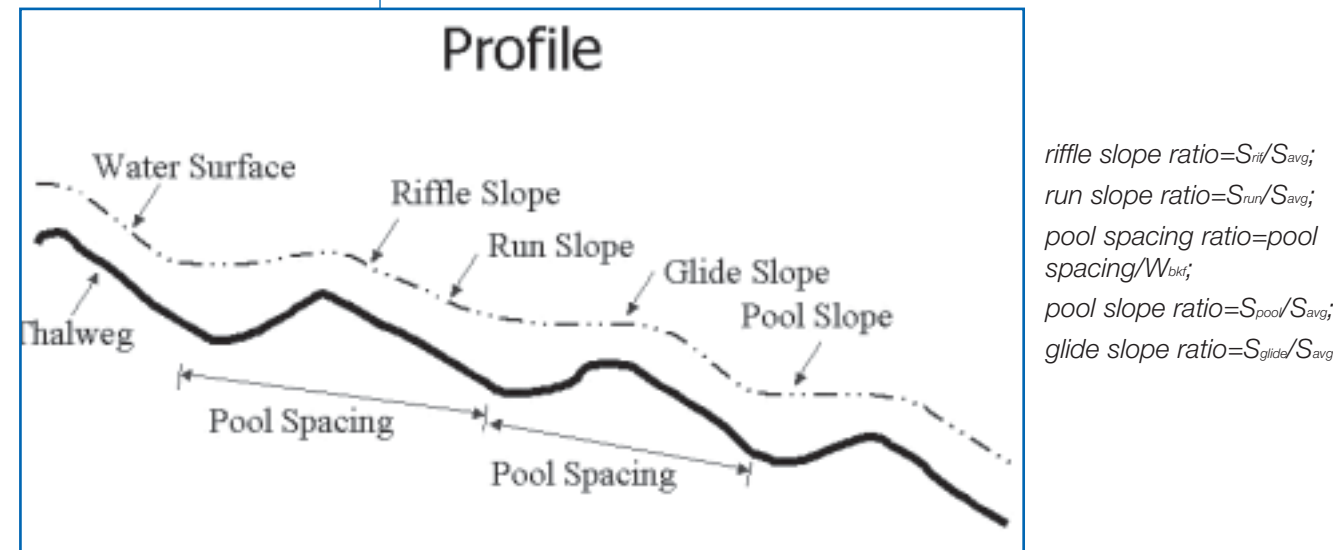 Profile
Water Surface
Riffle Slope
Run Slope
Glide Slope
Pool Slope
Thalweg
Pool Spacing
Pool Spacing
riffle slope ratio=Srif/Savg;
run slope ratio=Srun/Savg;
pool spacing ratio=pool
spacing/Wbkf;
pool slope ratio=Spool/Savg;
glide slope ratio=Sglide/Savg